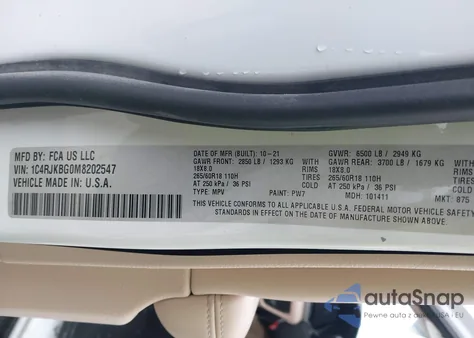 MFD BY: FCA US LLC
VIN: 1C4RJKBG0M8202547
VEHICLE MADE IN: U.S.A.
DATE OF MFR (BUILT): 10-21
GAWR FRONT: 2850 LB / 1293 KG WITH
RIMS
18X8.0
TIRES
265/60R18 110H
AT 250 kPa / 36 PSI
TYPE: MPV
PAINT: PW7
GVWR: 6500 LB / 2949 KG
GAWR REAR: 3700 LB / 1679 KG WITH
RIMS
18X8.0
TIRES
265/60R18 110H
AT 250 kPa / 36 PSI
MDH: 101411
MKT: 875
THIS VEHICLE CONFORMS TO ALL APPLICABLE U.S.A. FEDERAL MOTOR VEHICLE SAFETY
STANDARDS IN EFFECT ON THE DATE OF MANUFACTURE SHOWN ABOVE
autoSnap
Pewne auta z USA i EU